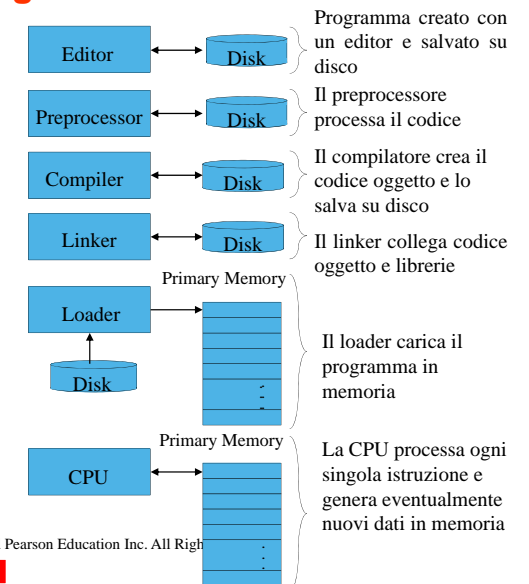 Editor
Disk
Programma creato con
un editor e salvato su
disco
Preprocessor
Disk
Il preprocessore
processa il codice
Compiler
Disk
Il compilatore crea il
codice oggetto e lo
salva su disco
Linker
Disk
Il linker collega codice
oggetto e librerie
Primary Memory
Loader
Disk
Il loader carica il
programma in
memoria
Primary Memory
CPU
La CPU processa ogni
singola istruzione e
genera eventualmente
nuovi dati in memoria
Pearson Education Inc. All Righ